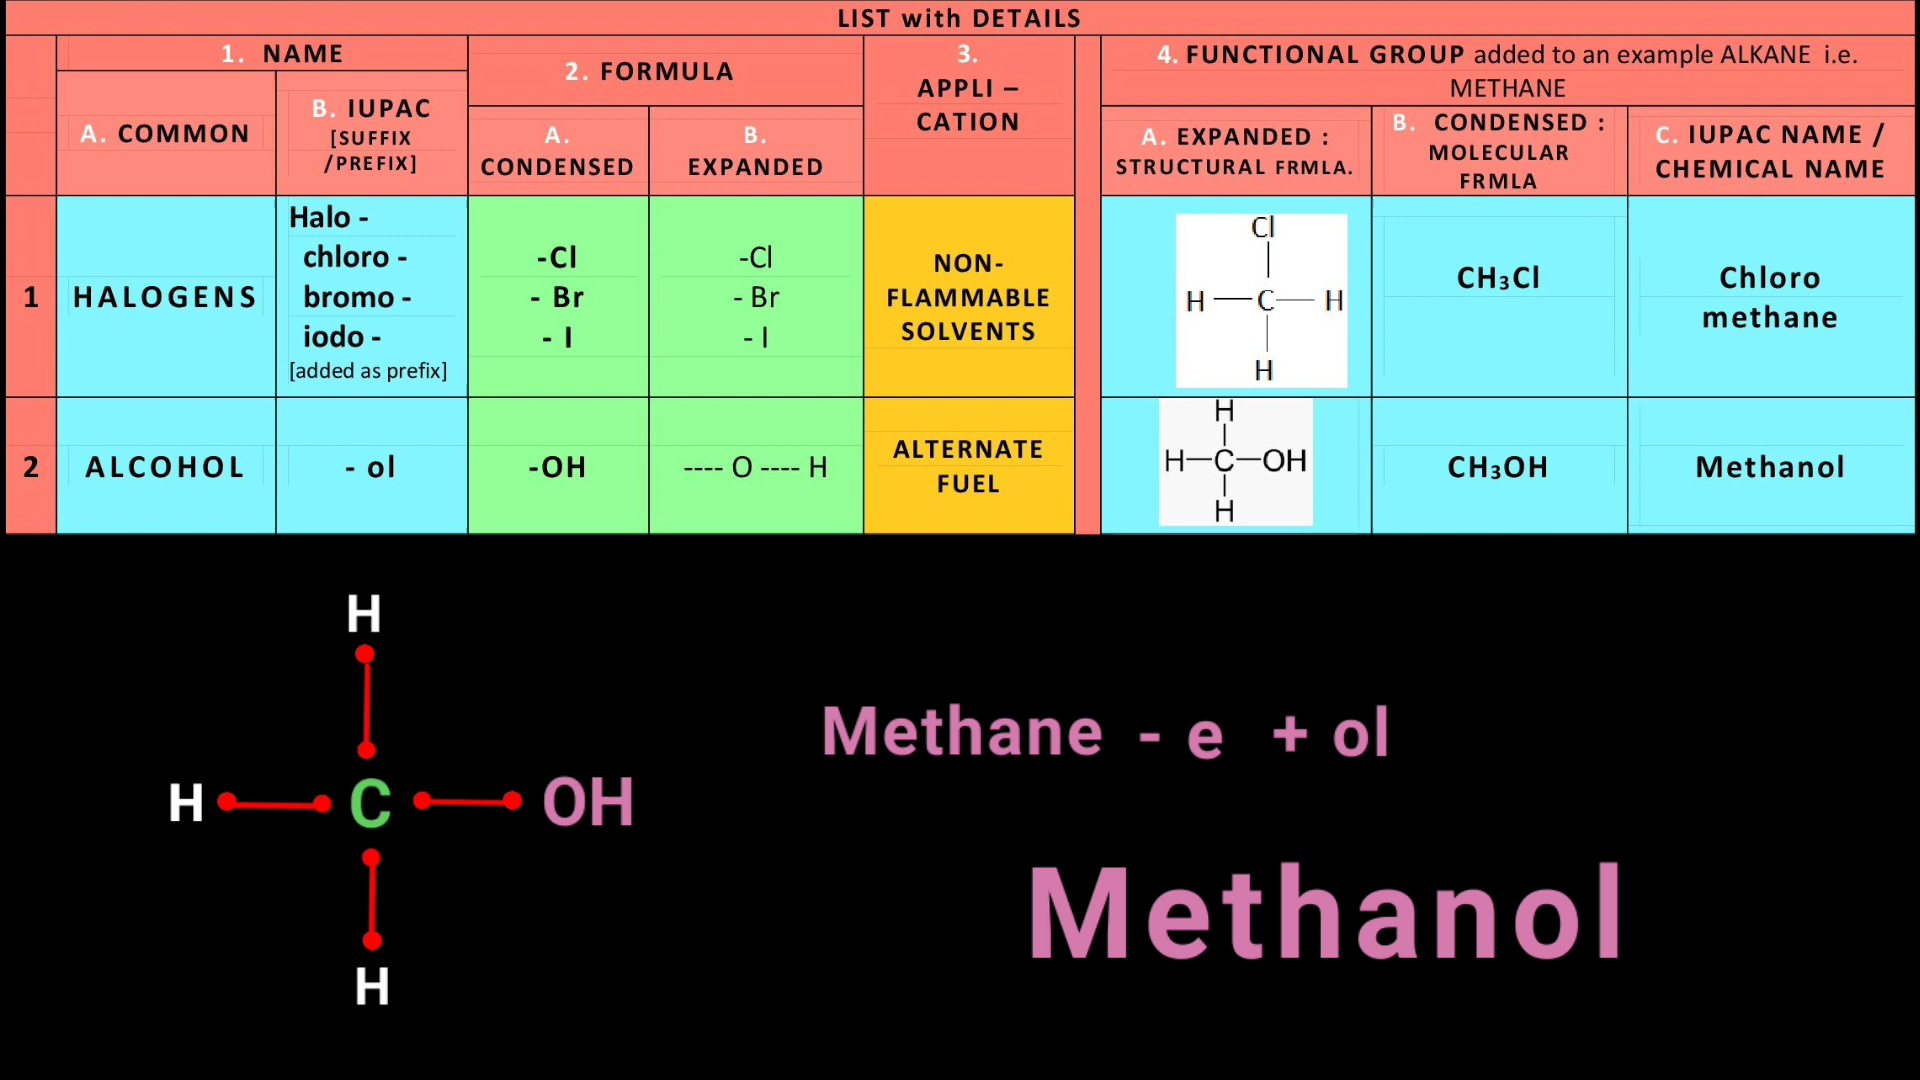 LIST with DETAILS
1. NAME
2. FORMULA
3.
APPLI –
CATION
4. FUNCTIONAL GROUP added to an example ALKANE i.e.
METHANE
A. COMMON
B. IUPAC
[SUFFIX
/PREFIX]
A.
CONDENSED
B.
EXPANDED
A. EXPANDED :
STRUCTURAL FRMLA.
B. CONDENSED :
MOLECULAR
FRMLA
C. IUPAC NAME /
CHEMICAL NAME
1
HALOGENS
Halo -
chloro -
bromo -
iodo -
[added as prefix]
-Cl
- Br
- I
-Cl
- Br
- I
NON-
FLAMMABLE
SOLVENTS
Cl
H C H
H
CH₃Cl
Chloro
methane
2
ALCOHOL
- ol
-OH
---- O ---- H
ALTERNATE
FUEL
H
H C OH
H
CH₃OH
Methanol
H
H C OH
H
Methane - e + ol
Methanol